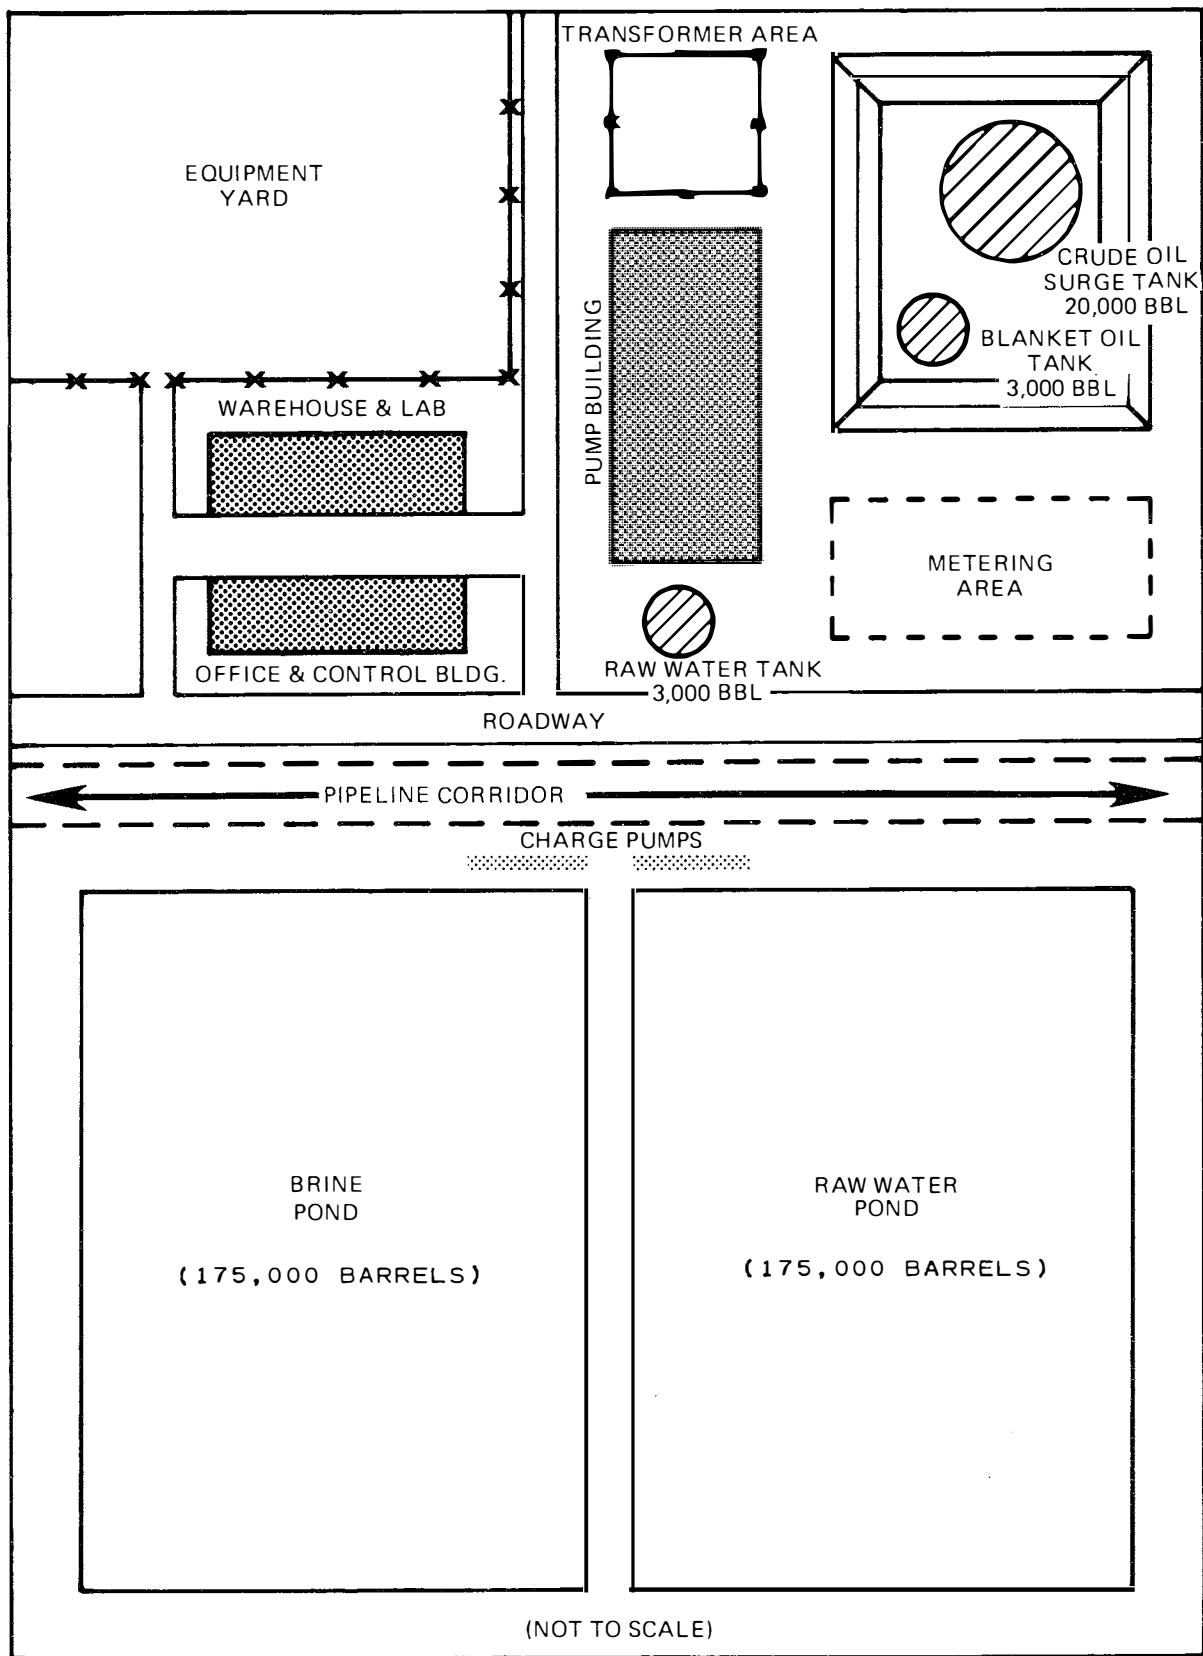 TRANSFORMER AREA
EQUIPMENT
YARD
CRUDE OIL
SURGE TANK
20,000 BBL
BLANKET OIL
TANK
3,000 BBL
PUMP BUILDING
WAREHOUSE & LAB
METERING
AREA
OFFICE & CONTROL BLDG.
RAW WATER TANK
3,000 BBL
ROADWAY
PIPELINE CORRIDOR
CHARGE PUMPS
BRINE
POND
(175,000 BARRELS)
RAW WATER
POND
(175,000 BARRELS)
(NOT TO SCALE)